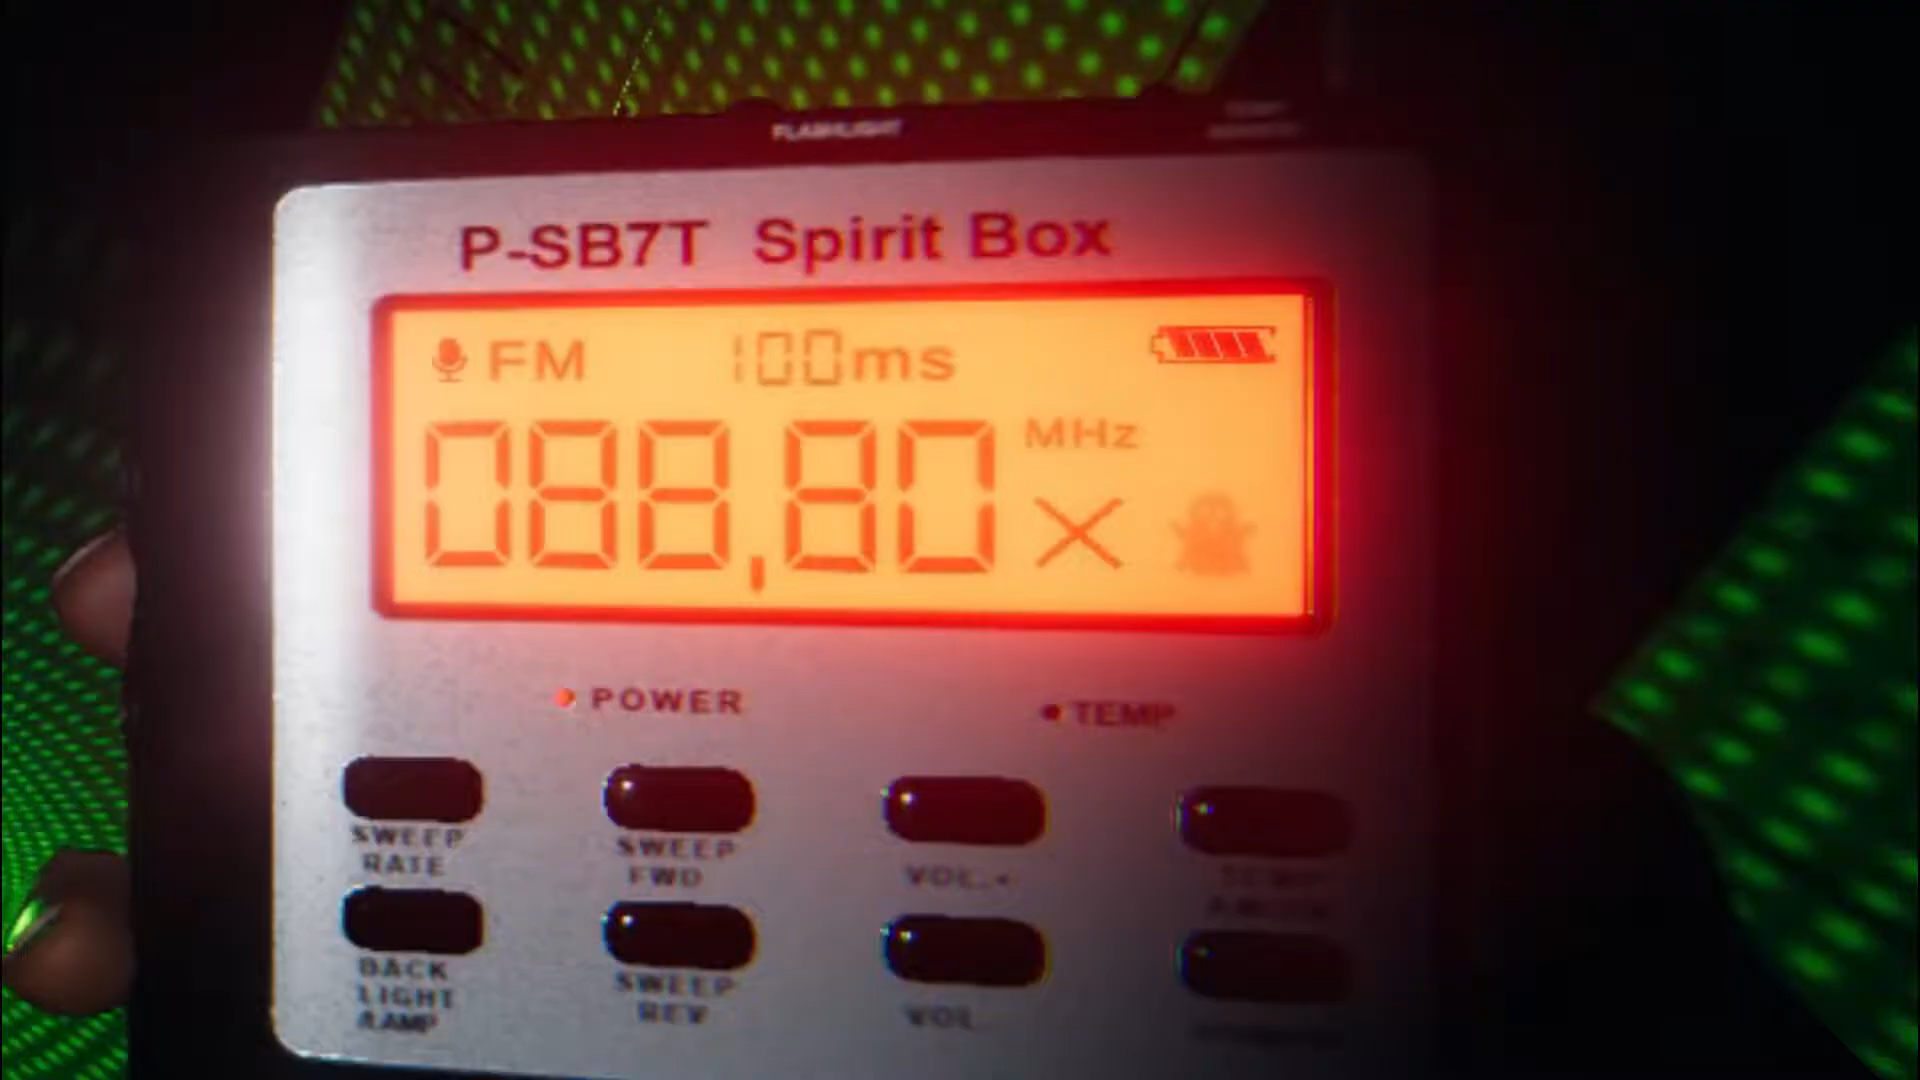 FLASHLIGHT
P-SB7T Spirit Box
FM 100ms
088,80 MHz
POWER
TEMP
SWEEP RATE
SWEEP FWD
VOL.+
BACK LIGHT /LAMP
SWEEP REV
VOL